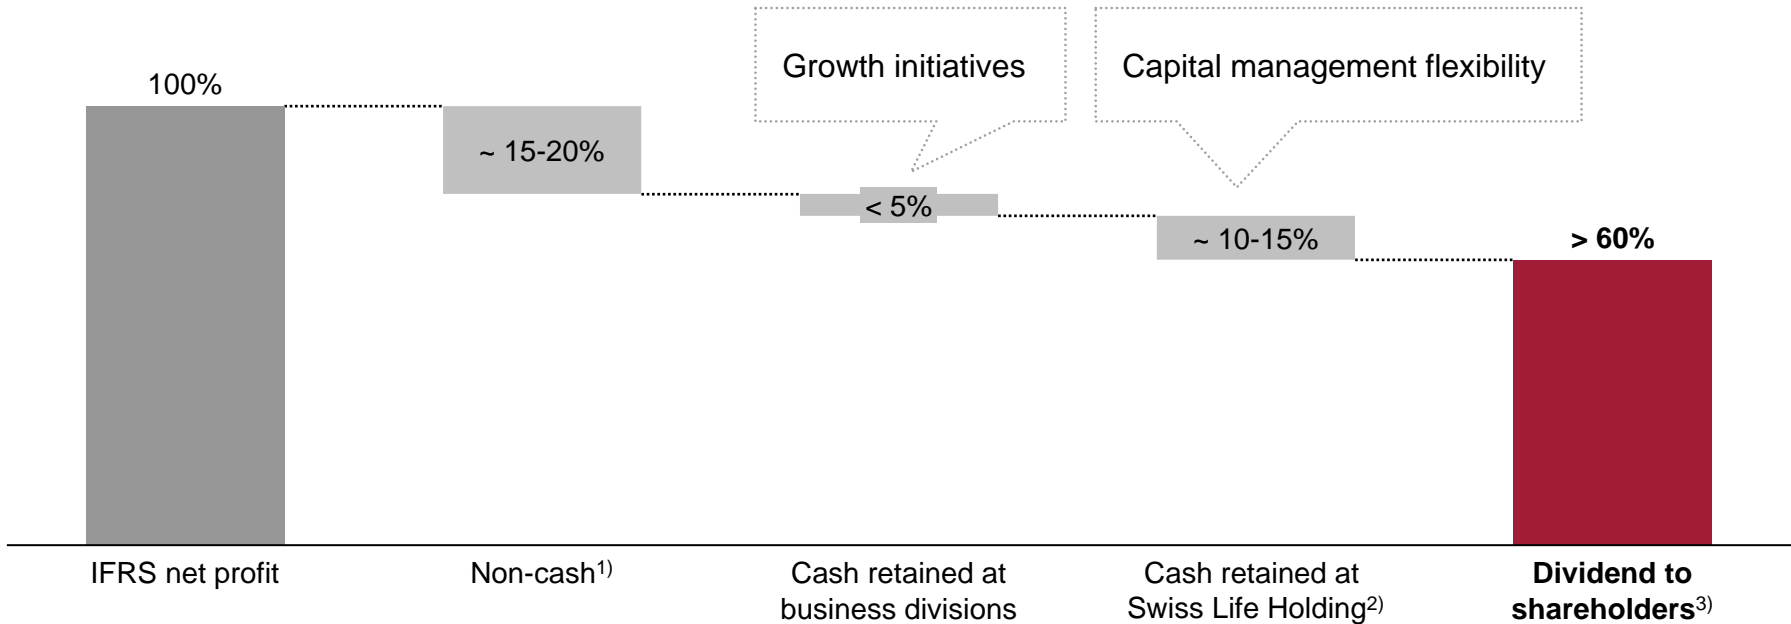 Growth initiatives
Capital management flexibility
100%
~ 15-20%
< 5%
~ 10-15%
> 60%
IFRS net profit
Non-cash1)
Cash retained at
business divisions
Cash retained at
Swiss Life Holding2)
Dividend to
shareholders3)